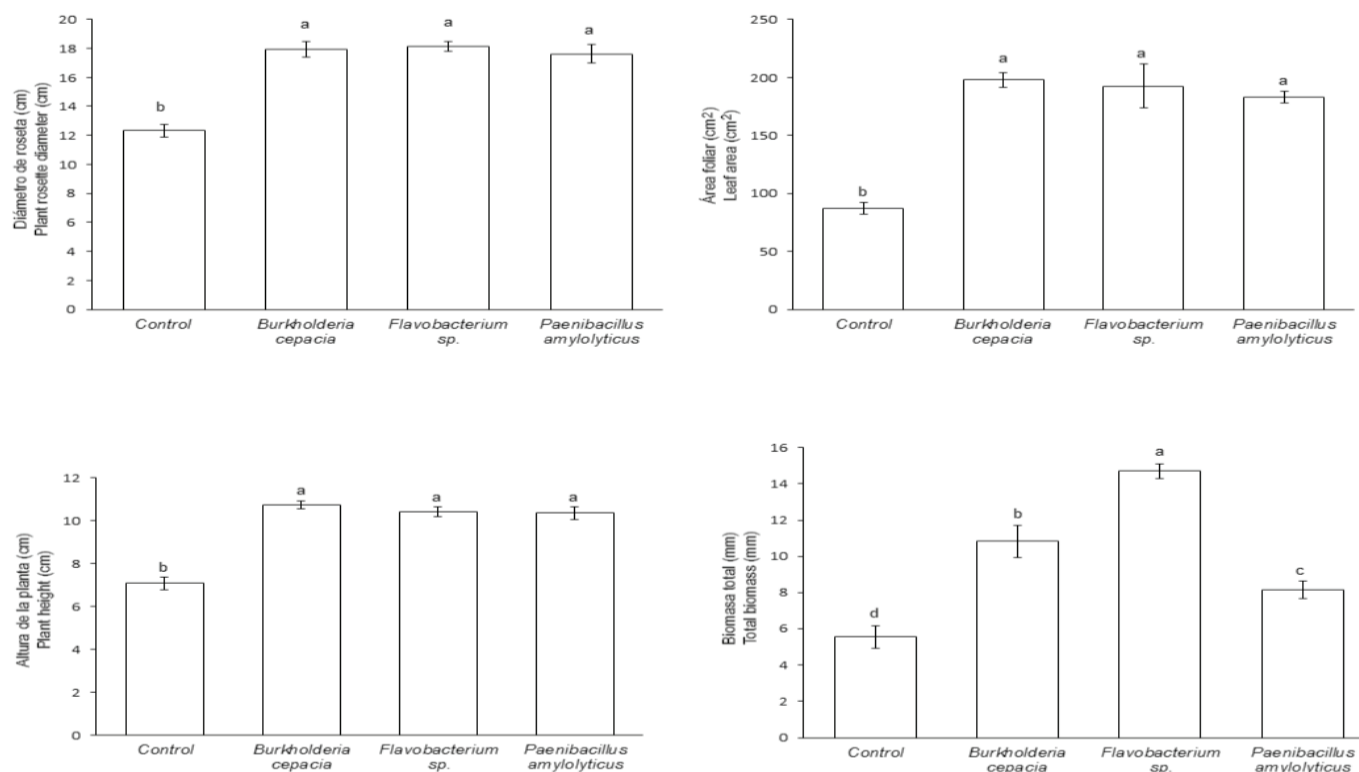 Diámetro de roseta (cm)
Plant rosette diameter (cm)
20
18
16
14
12
10
8
6
4
2
0
b
a
a
a
Control
Burkholderia
cepacia
Flavobacterium
sp.
Paenibacillus
amylolyticus
Área foliar (cm2)
Leaf area (cm2)
250
200
150
100
50
0
b
a
a
a
Control
Burkholderia
cepacia
Flavobacterium
sp.
Paenibacillus
amylolyticus
Altura de la planta (cm)
Plant height (cm)
12
10
8
6
4
2
0
b
a
a
a
Control
Burkholderia
cepacia
Flavobacterium
sp.
Paenibacillus
amylolyticus
Biomasa total (mm)
Total biomass (mm)
16
14
12
10
8
6
4
2
0
d
b
a
c
Control
Burkholderia
cepacia
Flavobacterium
sp.
Paenibacillus
amylolyticus